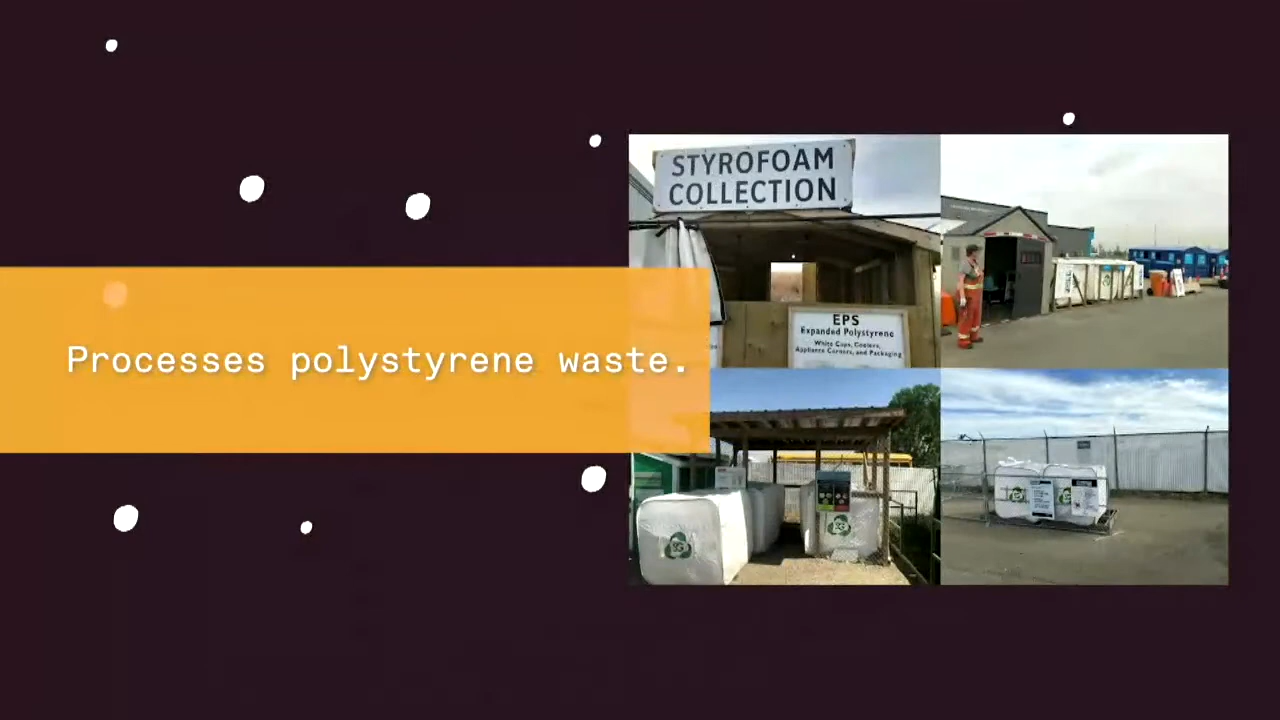 Processes polystyrene waste.
STYROFOAM
COLLECTION
EPS
Expanded Polystyrene
White Cups, Coolers,
Appliance Corners, and Packaging